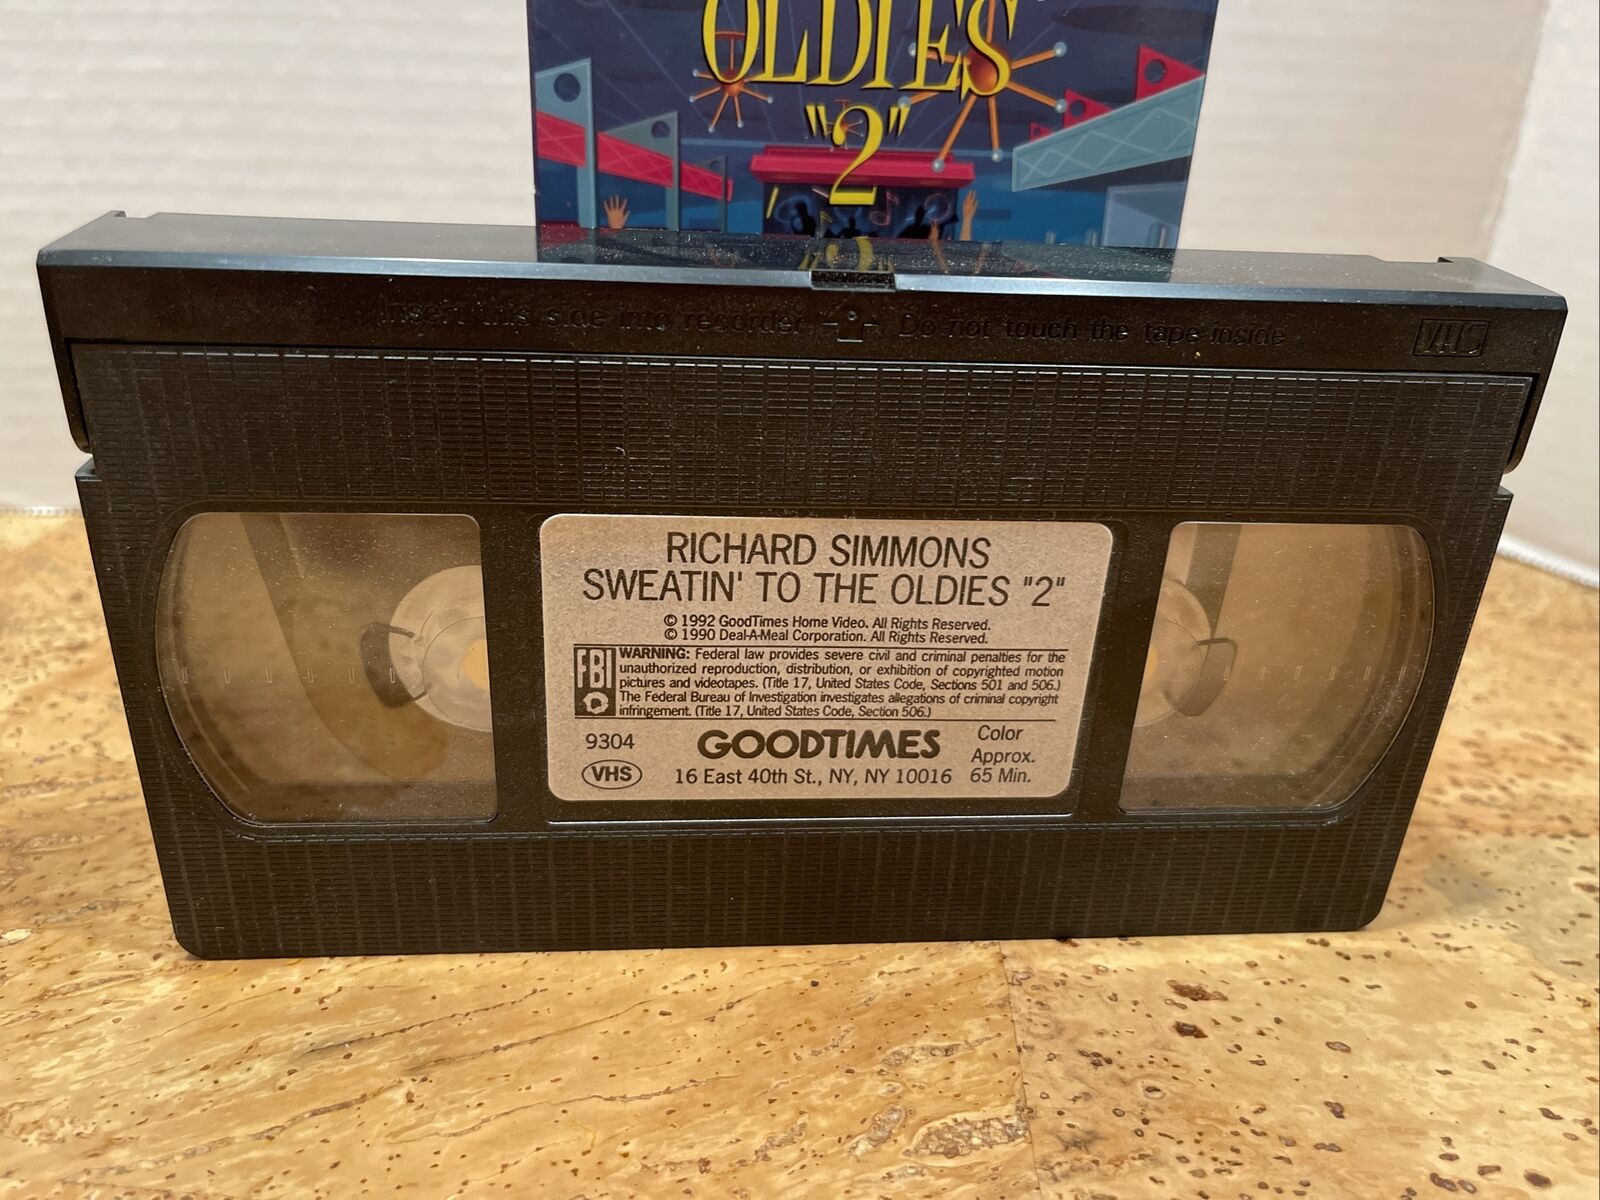 OLDIES
"2"
Insert this side into recorder Do not touch the tape inside VHS
RICHARD SIMMONS
SWEATIN' TO THE OLDIES "2"
© 1992 GoodTimes Home Video. All Rights Reserved.
© 1990 Deal-A-Meal Corporation. All Rights Reserved.
FBI
WARNING: Federal law provides severe civil and criminal penalties for the
unauthorized reproduction, distribution, or exhibition of copyrighted motion
pictures and videotapes. (Title 17, United States Code, Sections 501 and 506.)
The Federal Bureau of Investigation investigates allegations of criminal copyright
infringement. (Title 17, United States Code, Section 506.)
9304
VHS
GOODTIMES
16 East 40th St., NY, NY 10016
Color
Approx.
65 Min.